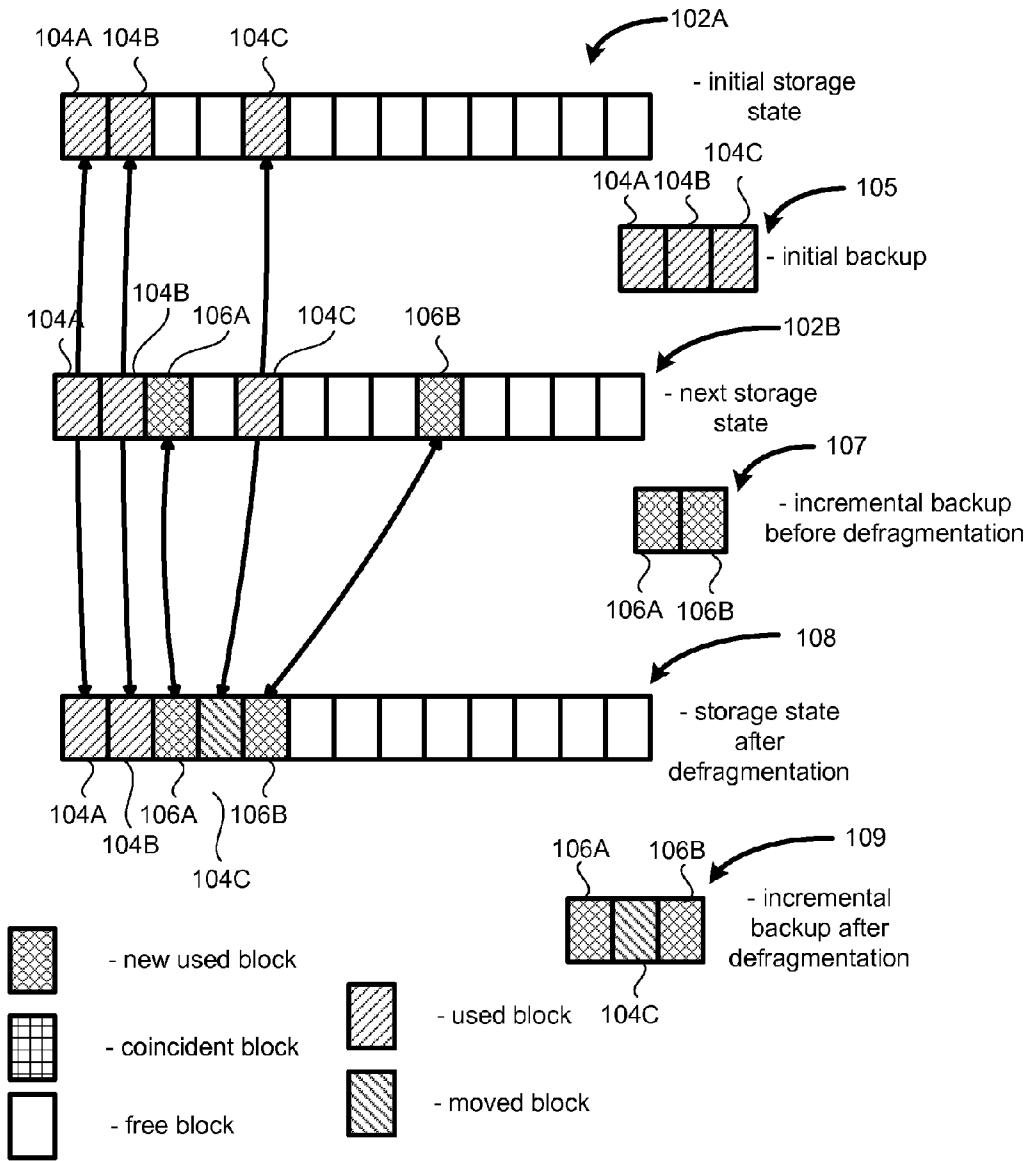 102A
104A 104B 104C
- initial storage
state
104C
104A 104B 105
- initial backup
104B
104A 106A 104C 106B
102B
- next storage
state
107
- incremental backup
before defragmentation
106A 106B
108
- storage state
after
defragmentation
104A 106A 106B
104B
104C
106A 106B 109
- incremental
backup after
defragmentation
104C
- new used block
- used block
- coincident block
- moved block
- free block